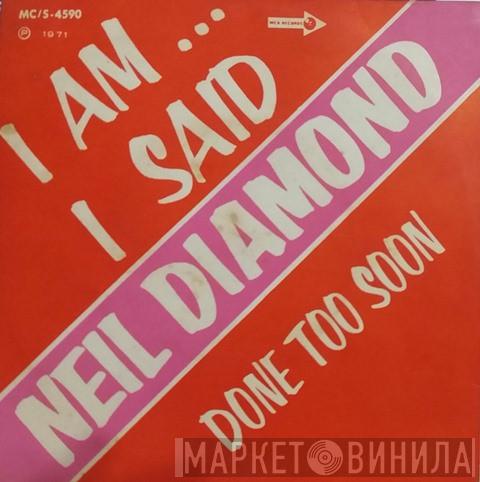 MC/S-4590
℗ 1971
MCA RECORDS
I AM ...
I SAID
NEIL DIAMOND
DONE TOO SOON
МАРКЕТ ВИНИЛА